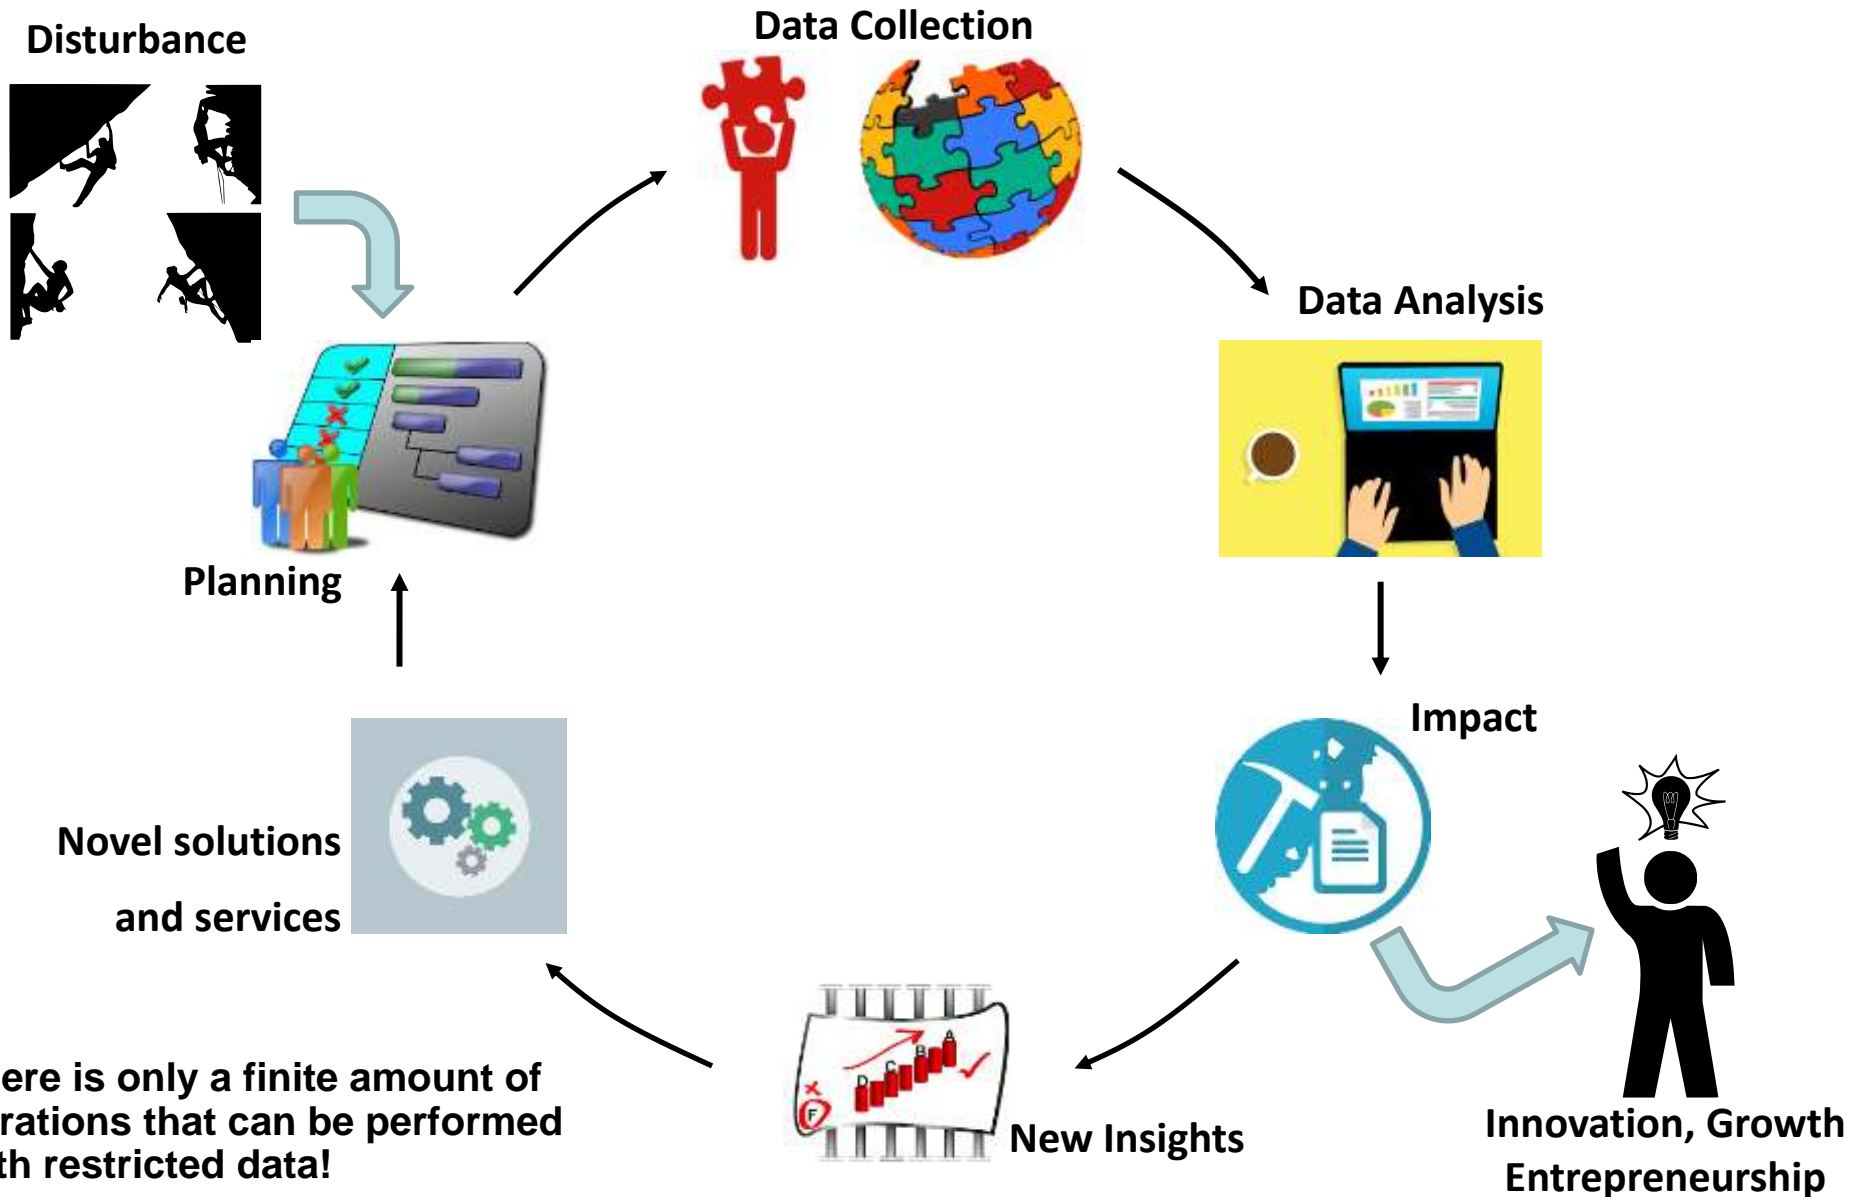 Disturbance
Data Collection
Data Analysis
Planning
Impact
Novel solutions
and services
D
C
B
A
F
New Insights
ere is only a finite amount of
rations that can be performed
th restricted data!
Innovation, Growth
Entrepreneurship